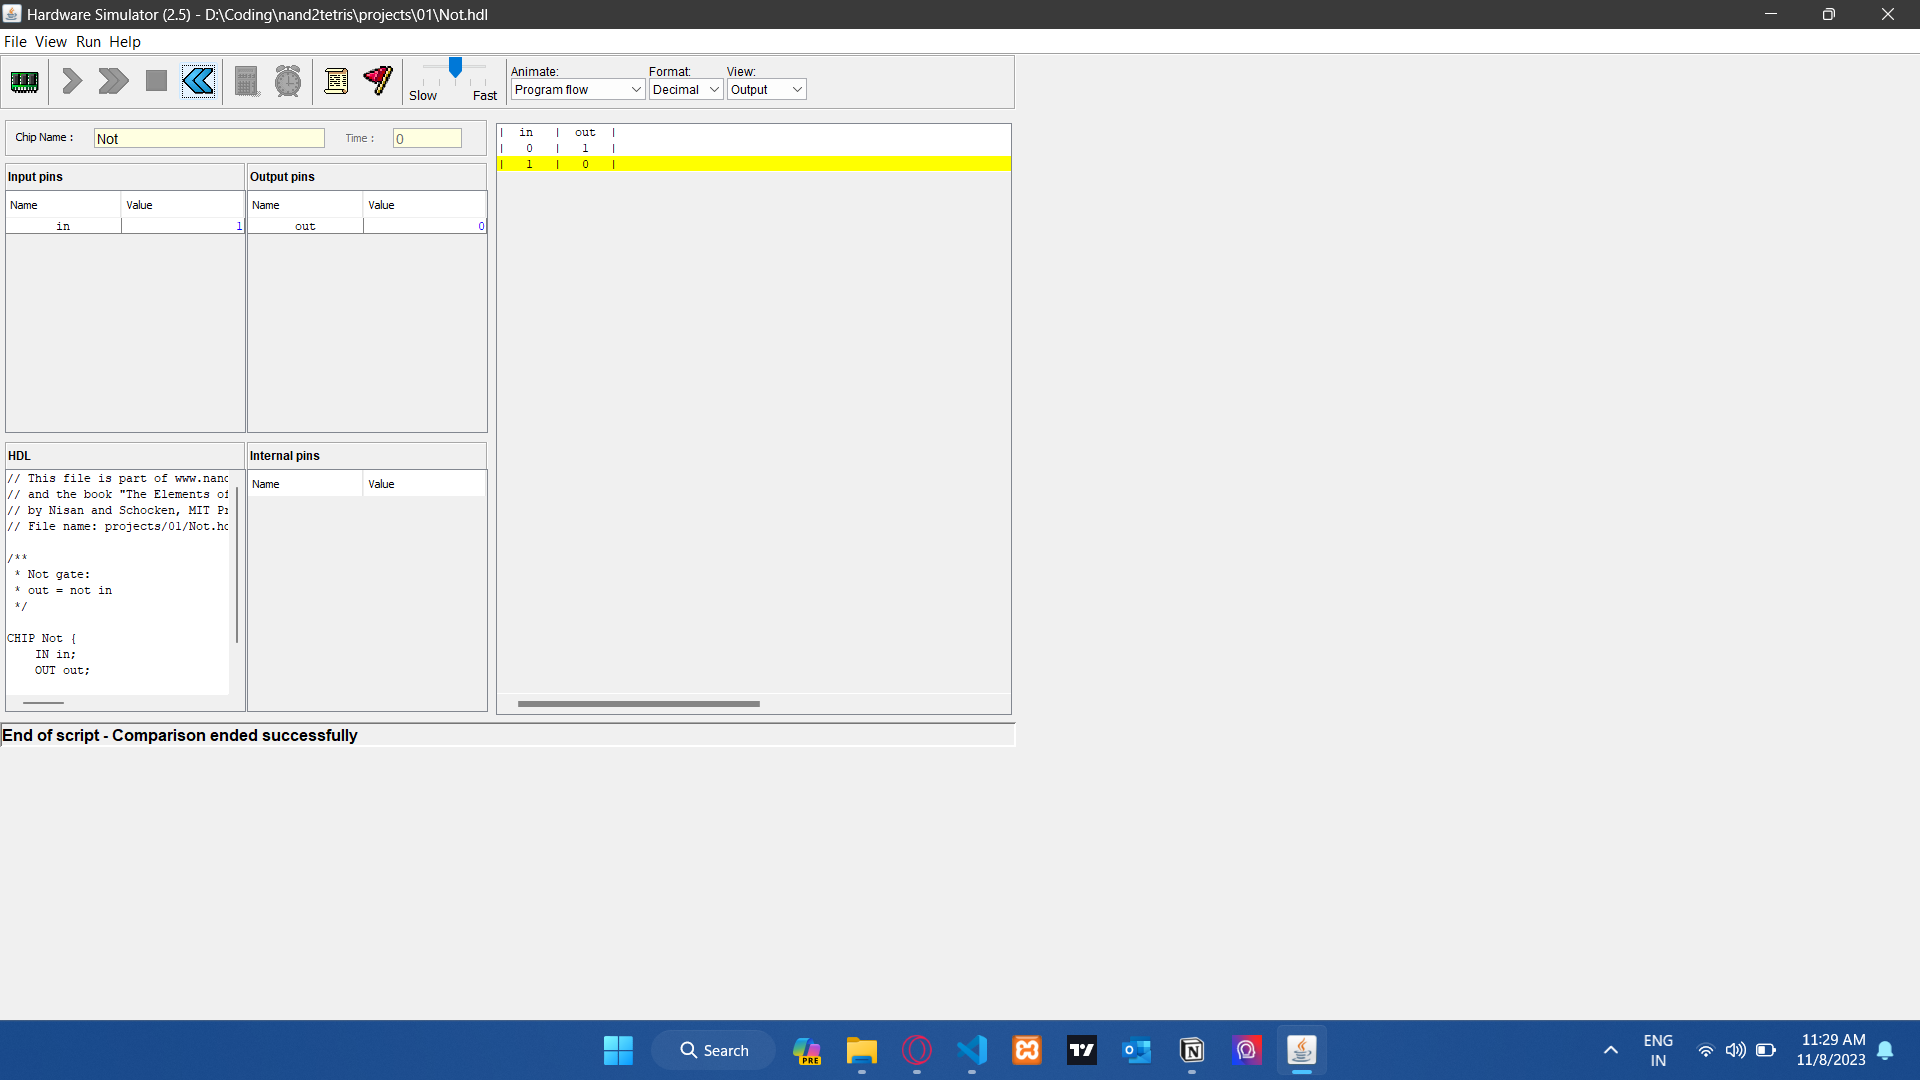 Hardware Simulator (2.5) - D:\Coding\nand2tetris\projects\01\Not.hdl
File View Run Help
Slow Fast
Animate: Format: View:
Program flow Decimal Output
Chip Name : Not Time : 0
Input pins Output pins
Name Value Name Value
in 1 out 0
| in | out |
| 0 | 1 |
| 1 | 0 |
HDL Internal pins
Name Value
// This file is part of www.nand
// and the book "The Elements of
// by Nisan and Schocken, MIT Pr
// File name: projects/01/Not.hd
/**
* Not gate:
* out = not in
*/
CHIP Not {
IN in;
OUT out;
End of script - Comparison ended successfully
Search
PRE
ENG
IN
11:29 AM
11/8/2023